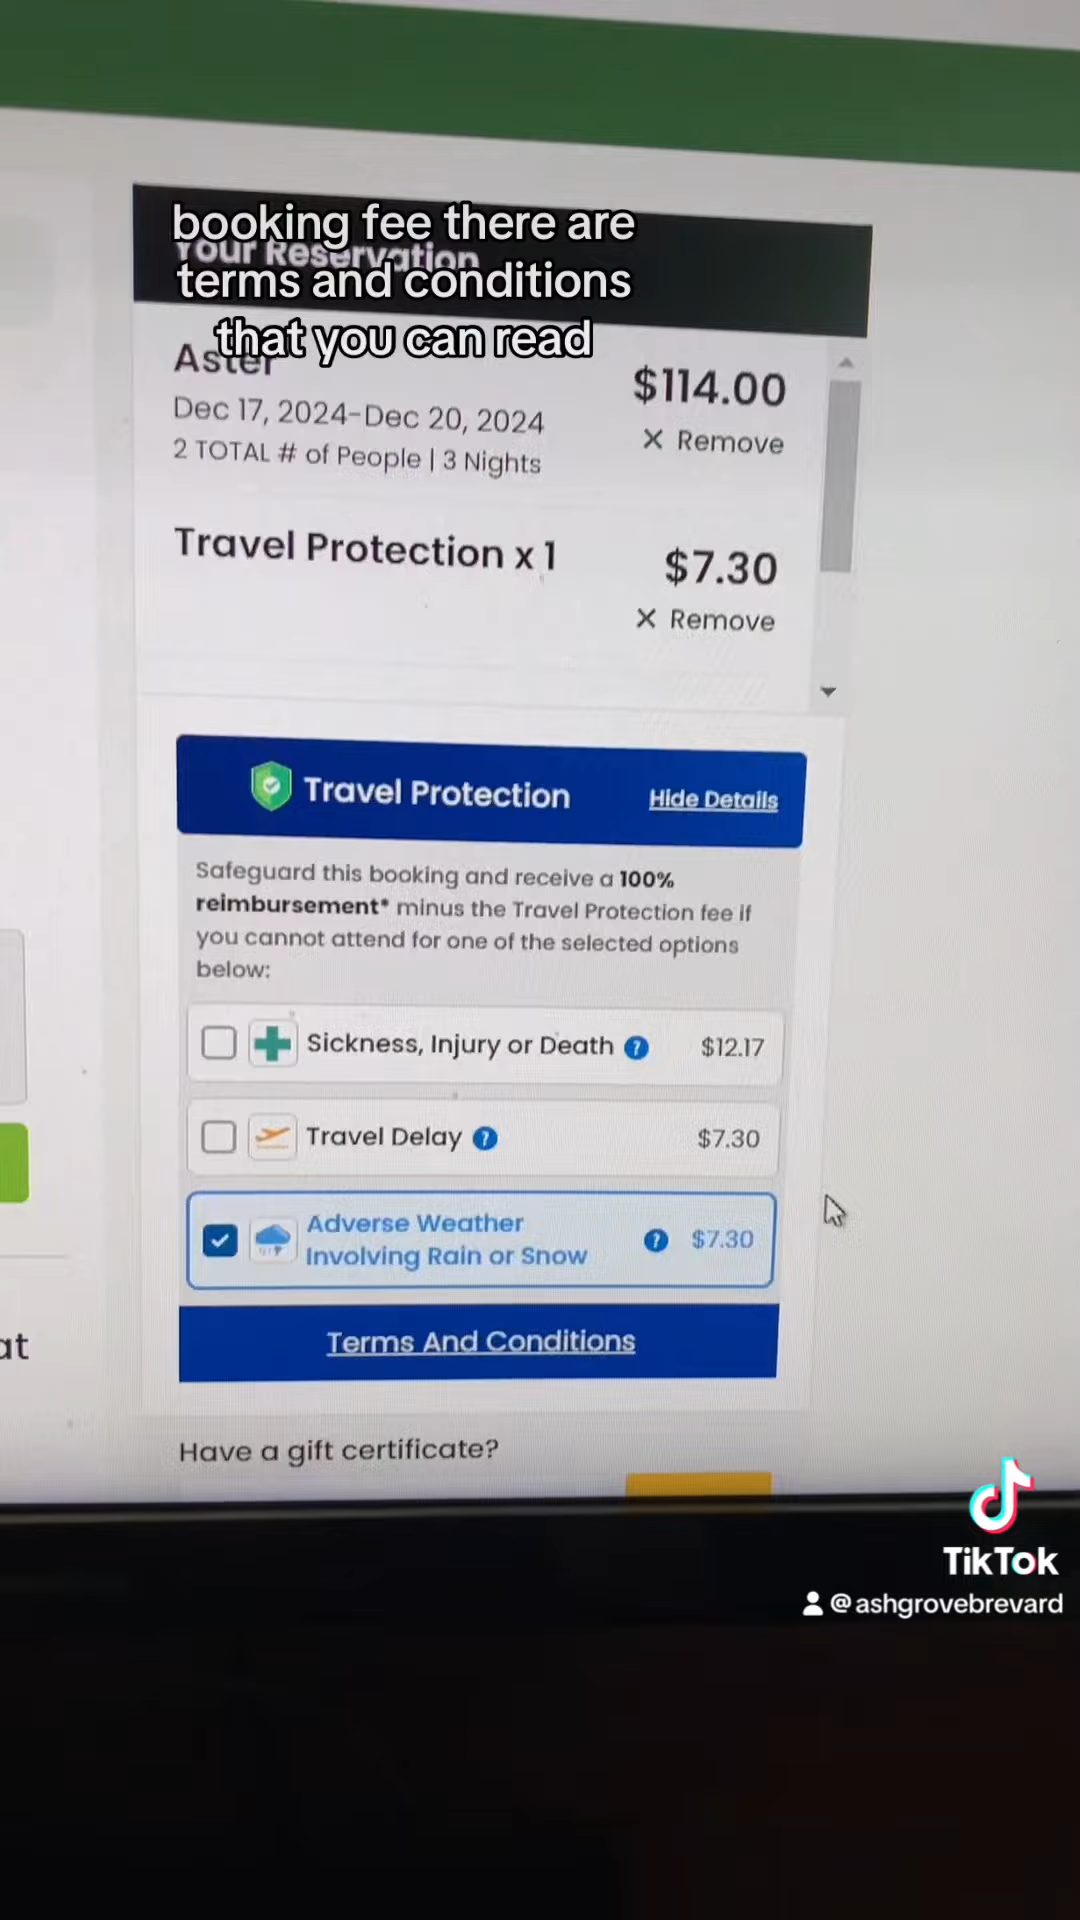 booking fee there are
terms and conditions
that you can read
Your Reservation
Aster
$114.00
Dec 17, 2024-Dec 20, 2024
✕ Remove
2 TOTAL # of People | 3 Nights
Travel Protection x 1
$7.30
✕ Remove
Travel Protection
Hide Details
Safeguard this booking and receive a 100%
reimbursement* minus the Travel Protection fee if
you cannot attend for one of the selected options
below:
Sickness, Injury or Death ? $12.17
Travel Delay ? $7.30
Adverse Weather
Involving Rain or Snow ? $7.30
Terms And Conditions
at
Have a gift certificate?
TikTok
@ashgrovebrevard